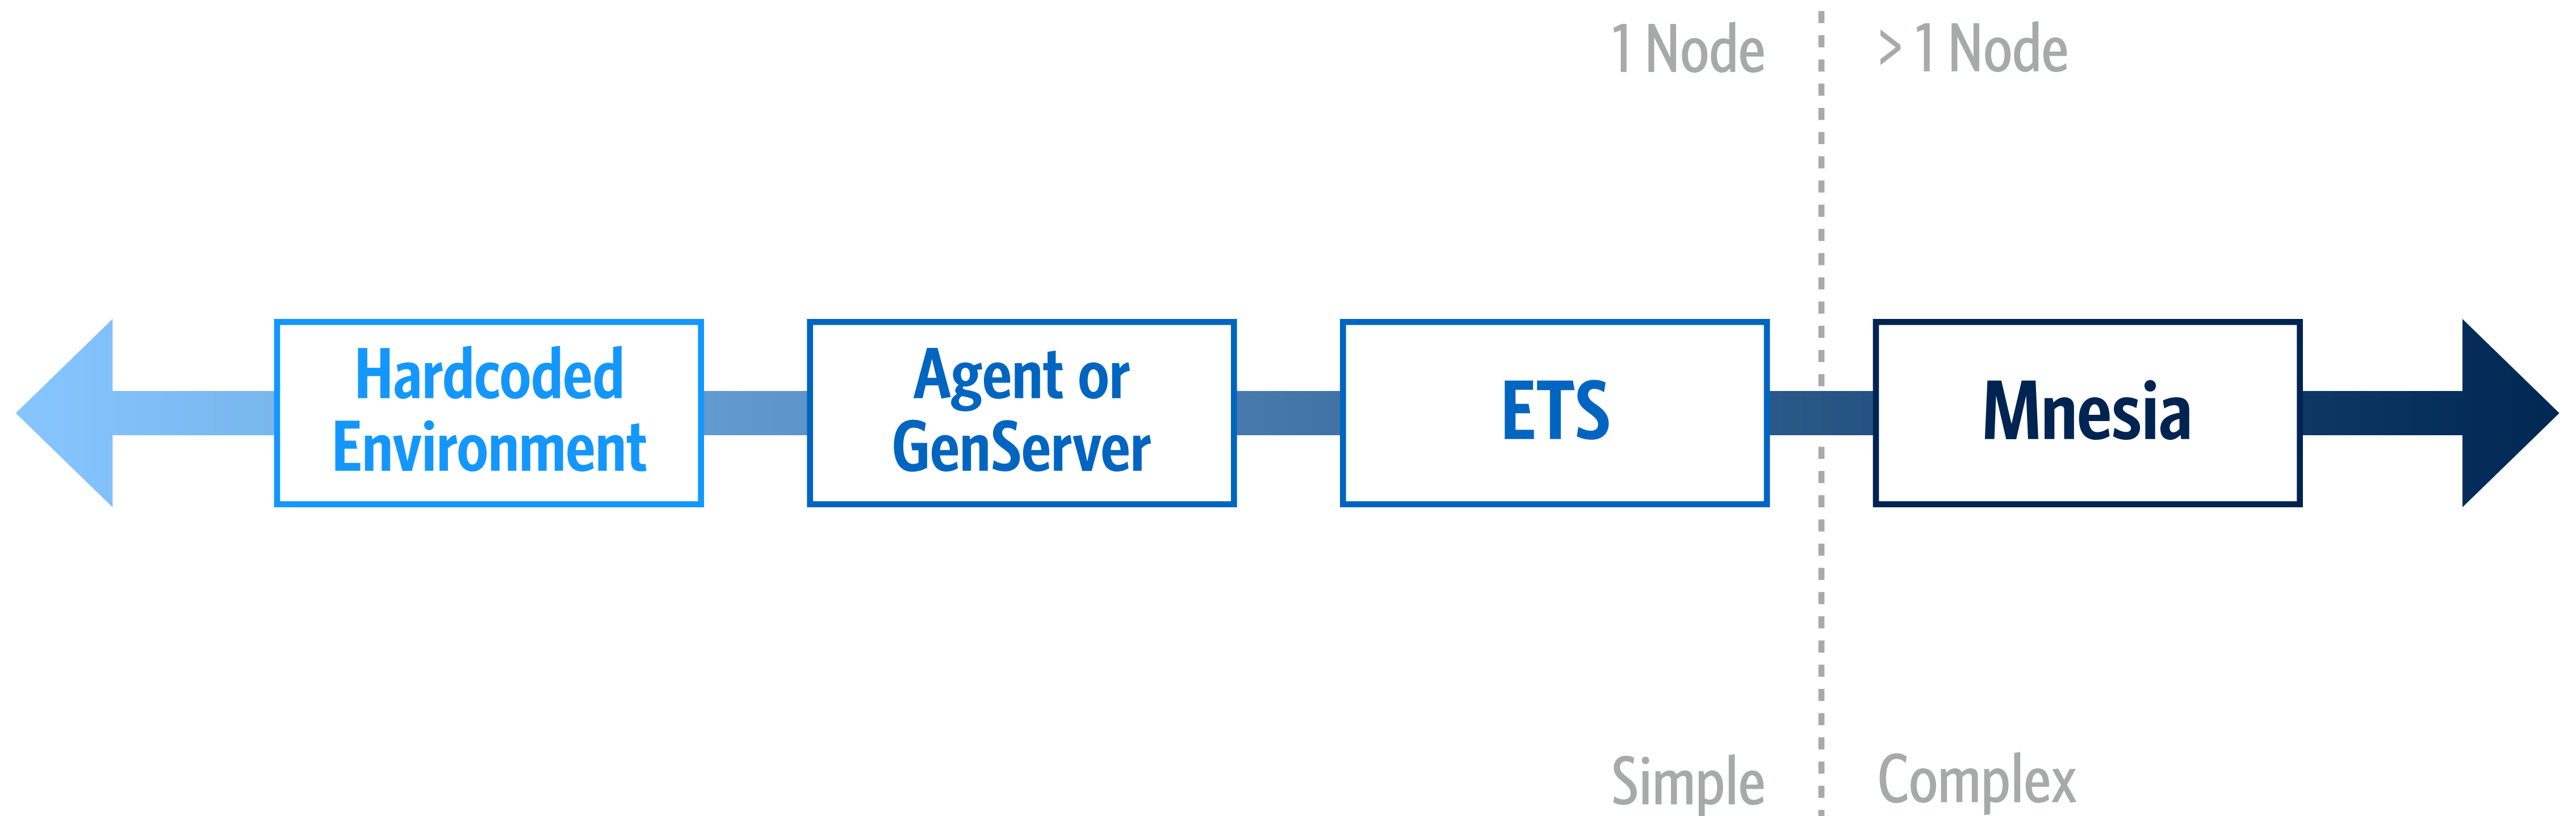 1 Node
> 1 Node
Hardcoded
Environment
Agent or
GenServer
ETS
Mnesia
Simple
Complex